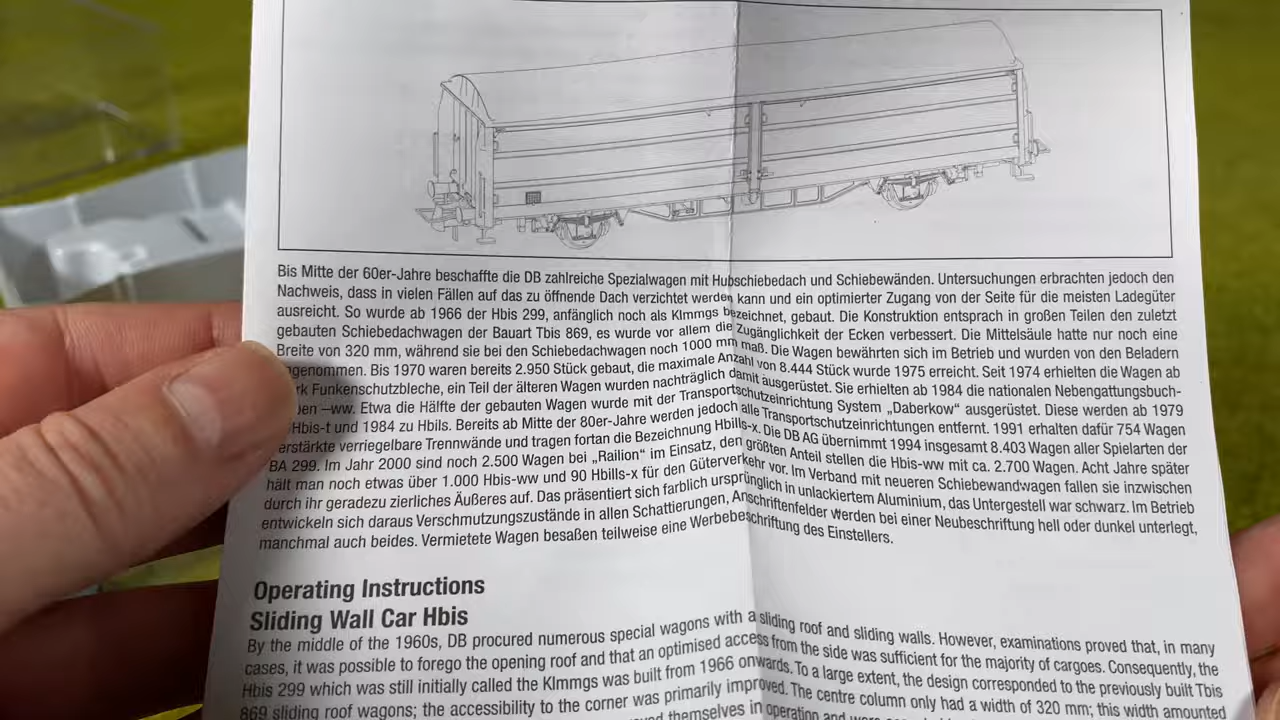 Bis Mitte der 60er-Jahre beschaffte die DB zahlreiche Spezialwagen mit Hubschiebedach und Schiebewänden. Untersuchungen erbrachten jedoch den
Nachweis, dass in vielen Fällen auf das zu öffnende Dach verzichtet werden kann und ein optimierter Zugang von der Seite für die meisten Ladegüter
ausreicht. So wurde ab 1966 der Hbis 299, anfänglich noch als Klmmgs bezeichnet, gebaut. Die Konstruktion entsprach in großen Teilen den zuletzt
gebauten Schiebedachwagen der Bauart Tbis 869, es wurde vor allem die Zugänglichkeit der Ecken verbessert. Die Mittelsäule hatte nur noch eine
Breite von 320 mm, während sie bei den Schiebedachwagen noch 1000 mm maß. Die Wagen bewährten sich im Betrieb und wurden von den Beladern
ngenommen. Bis 1970 waren bereits 2.950 Stück gebaut, die maximale Anzahl von 8.444 Stück wurde 1975 erreicht. Seit 1974 erhielten die Wagen ab
rk Funkenschutzbleche, ein Teil der älteren Wagen wurden nachträglich damit ausgerüstet. Sie erhielten ab 1984 die nationalen Nebengattungsbuch-
ben –ww. Etwa die Hälfte der gebauten Wagen wurde mit der Transportschutzeinrichtung System „Daberkow“ ausgerüstet. Diese werden ab 1979
Hbis-t und 1984 zu Hbils. Bereits ab Mitte der 80er-Jahre werden jedoch alle Transportschutzeinrichtungen entfernt. 1991 erhalten dafür 754 Wagen
erstärkte verriegelbare Trennwände und tragen fortan die Bezeichnung Hbills-x. Die DB AG übernimmt 1994 insgesamt 8.403 Wagen aller Spielarten der
BA 299. Im Jahr 2000 sind noch 2.500 Wagen bei „Railion“ im Einsatz, den größten Anteil stellen die Hbis-ww mit ca. 2.700 Wagen. Acht Jahre später
hält man noch etwas über 1.000 Hbis-ww und 90 Hbills-x für den Güterverkehr vor. Im Verband mit neueren Schiebewandwagen fallen sie inzwischen
durch ihr geradezu zierliches Äußeres auf. Das präsentiert sich farblich ursprünglich in unlackiertem Aluminium, das Untergestell war schwarz. Im Betrieb
entwickeln sich daraus Verschmutzungszustände in allen Schattierungen, Anschriftenfelder werden bei einer Neubeschriftung hell oder dunkel unterlegt,
manchmal auch beides. Vermietete Wagen besaßen teilweise eine Werbebeschriftung des Einstellers.
Operating Instructions
Sliding Wall Car Hbis
By the middle of the 1960s, DB procured numerous special wagons with a sliding roof and sliding walls. However, examinations proved that, in many
cases, it was possible to forego the opening roof and that an optimised access from the side was sufficient for the majority of cargoes. Consequently, the
Hbis 299 which was still initially called the Klmmgs was built from 1966 onwards. To a large extent, the design corresponded to the previously built Tbis
869 sliding roof wagons; the accessibility to the corner was primarily improved. The centre column only had a width of 320 mm; this width amounted
themselves in operation and